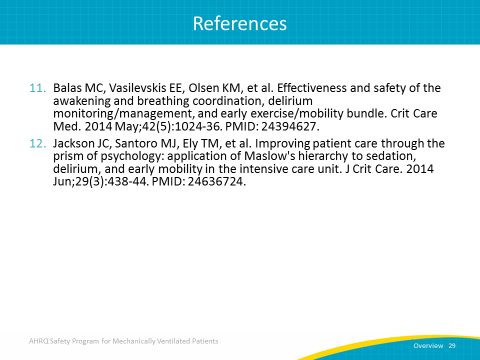 References
11. Balas MC, Vasilevskis EE, Olsen KM, et al. Effectiveness and safety of the
awakening and breathing coordination, delirium
monitoring/management, and early exercise/mobility bundle. Crit Care
Med. 2014 May;42(5):1024-36. PMID: 24394627.
12. Jackson JC, Santoro MJ, Ely TM, et al. Improving patient care through the
prism of psychology: application of Maslow's hierarchy to sedation,
delirium, and early mobility in the intensive care unit. J Crit Care. 2014
Jun;29(3):438-44. PMID: 24636724.
AHRQ Safety Program for Mechanically Ventilated Patients
Overview 29